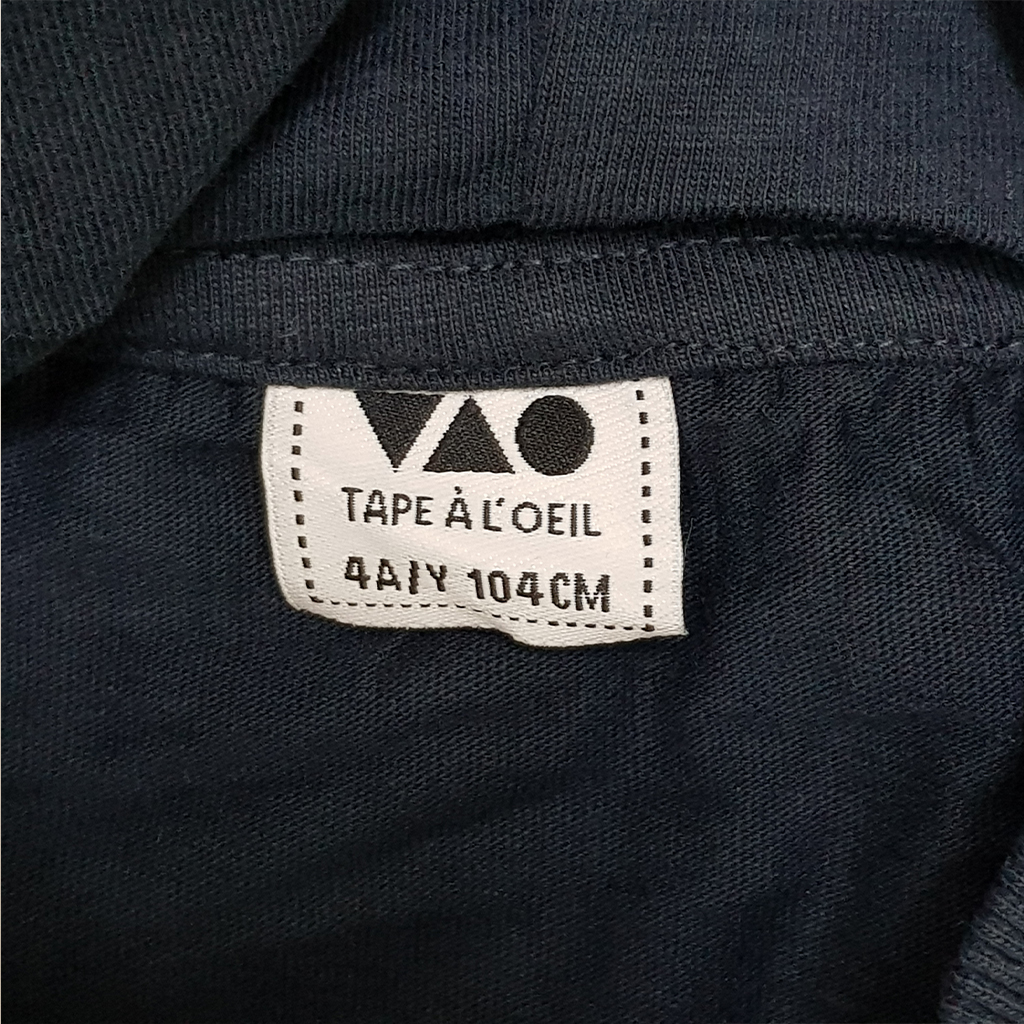 TAPE À L'OEIL
4A/Y 104CM